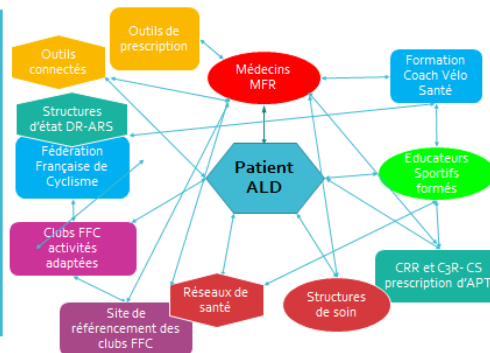 Outils de
prescription
Outils
connectés
Médecins
MFR
Formation
Coach Vélo
Santé
Structures
d'état DR-ARS
Fédération
Française de
Cyclisme
Patient
ALD
Educateurs
Sportifs
formés
Clubs FFC
activités
adaptées
CRR et C3R- CS
prescription d'APT
Réseaux de
santé
Structures
de soin
Site de
référencement des
clubs FFC